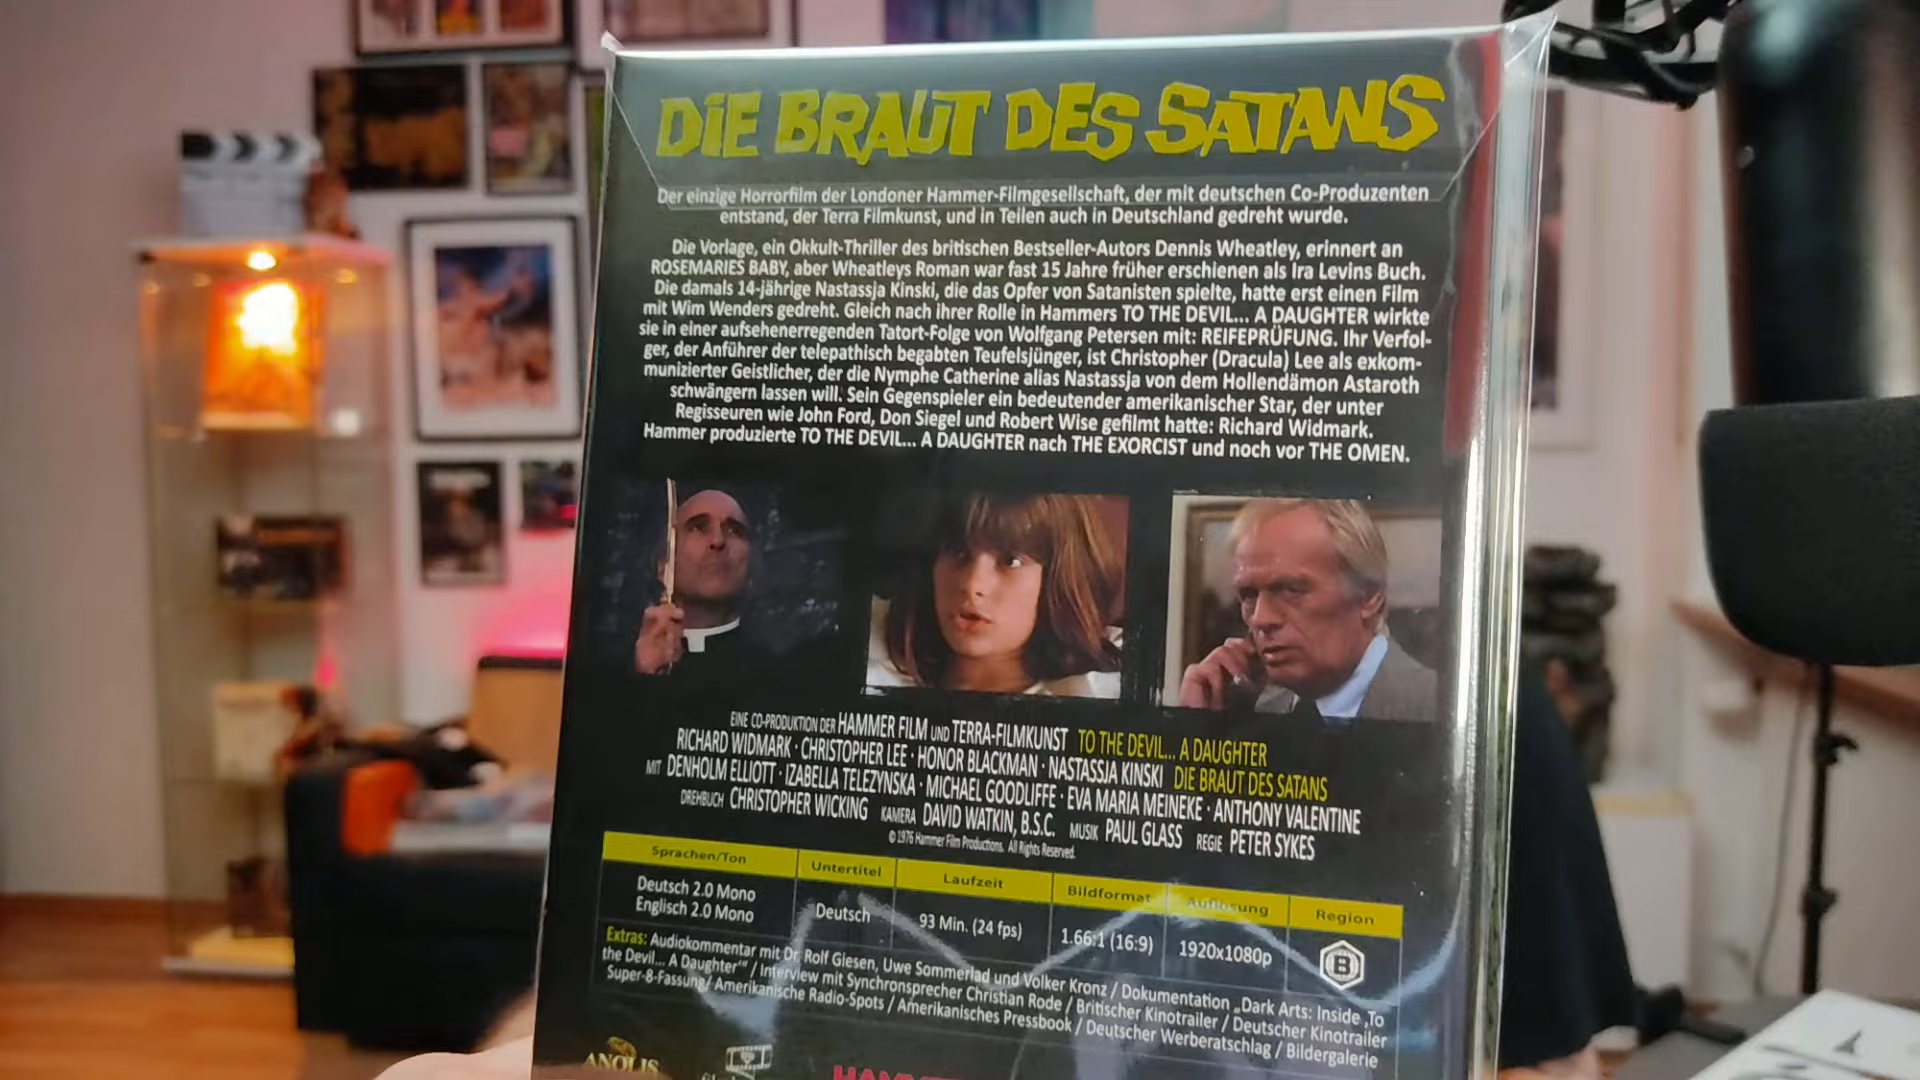 DIE BRAUT DES SATANS
Der einzige Horrorfilm der Londoner Hammer-Filmgesellschaft, der mit deutschen Co-Produzenten
entstand, der Terra Filmkunst, und in Teilen auch in Deutschland gedreht wurde.
Die Vorlage, ein Okkult-Thriller des britischen Bestseller-Autors Dennis Wheatley, erinnert an
ROSEMARIES BABY, aber Wheatleys Roman war fast 15 Jahre früher erschienen als Ira Levins Buch.
Die damals 14-jährige Nastassja Kinski, die das Opfer von Satanisten spielte, hatte erst einen Film
mit Wim Wenders gedreht. Gleich nach ihrer Rolle in Hammers TO THE DEVIL... A DAUGHTER wirkte
sie in einer aufsehenerregenden Tatort-Folge von Wolfgang Petersen mit: REIFEPRÜFUNG. Ihr Verfol-
ger, der Anführer der telepathisch begabten Teufelsjünger, ist Christopher (Dracula) Lee als exkom-
munizierter Geistlicher, der die Nymphe Catherine alias Nastassja von dem Hollendämon Astaroth
schwängern lassen will. Sein Gegenspieler ein bedeutender amerikanischer Star, der unter
Regisseuren wie John Ford, Don Siegel und Robert Wise gefilmt hatte: Richard Widmark.
Hammer produzierte TO THE DEVIL... A DAUGHTER nach THE EXORCIST und noch vor THE OMEN.
EINE CO-PRODUKTION DER HAMMER FILM UND TERRA-FILMKUNST TO THE DEVIL... A DAUGHTER
RICHARD WIDMARK · CHRISTOPHER LEE · HONOR BLACKMAN · NASTASSJA KINSKI DIE BRAUT DES SATANS
MIT DENHOLM ELLIOTT · IZABELLA TELEZYNSKA · MICHAEL GOODLIFFE · EVA MARIA MEINEKE · ANTHONY VALENTINE
DREHBUCH CHRISTOPHER WICKING KAMERA DAVID WATKIN, B.S.C. MUSIK PAUL GLASS REGIE PETER SYKES
© 1976 Hammer Film Productions. All Rights Reserved.
Sprachen/Ton Untertitel Laufzeit Bildformat Auflösung Region
Deutsch 2.0 Mono
Englisch 2.0 Mono
Deutsch 93 Min. (24 fps) 1.66:1 (16:9) 1920x1080p B
Extras: Audiokommentar mit Dr. Rolf Giesen, Uwe Sommerlad und Volker Kronz / Dokumentation „Dark Arts: Inside ‚To
the Devil... A Daughter'“ / Interview mit Synchronsprecher Christian Rode / Britischer Kinotrailer / Deutscher Kinotrailer
Super-8-Fassung/ Amerikanische Radio-Spots / Amerikanisches Pressbook / Deutscher Werberatschlag / Bildergalerie
ANOLIS